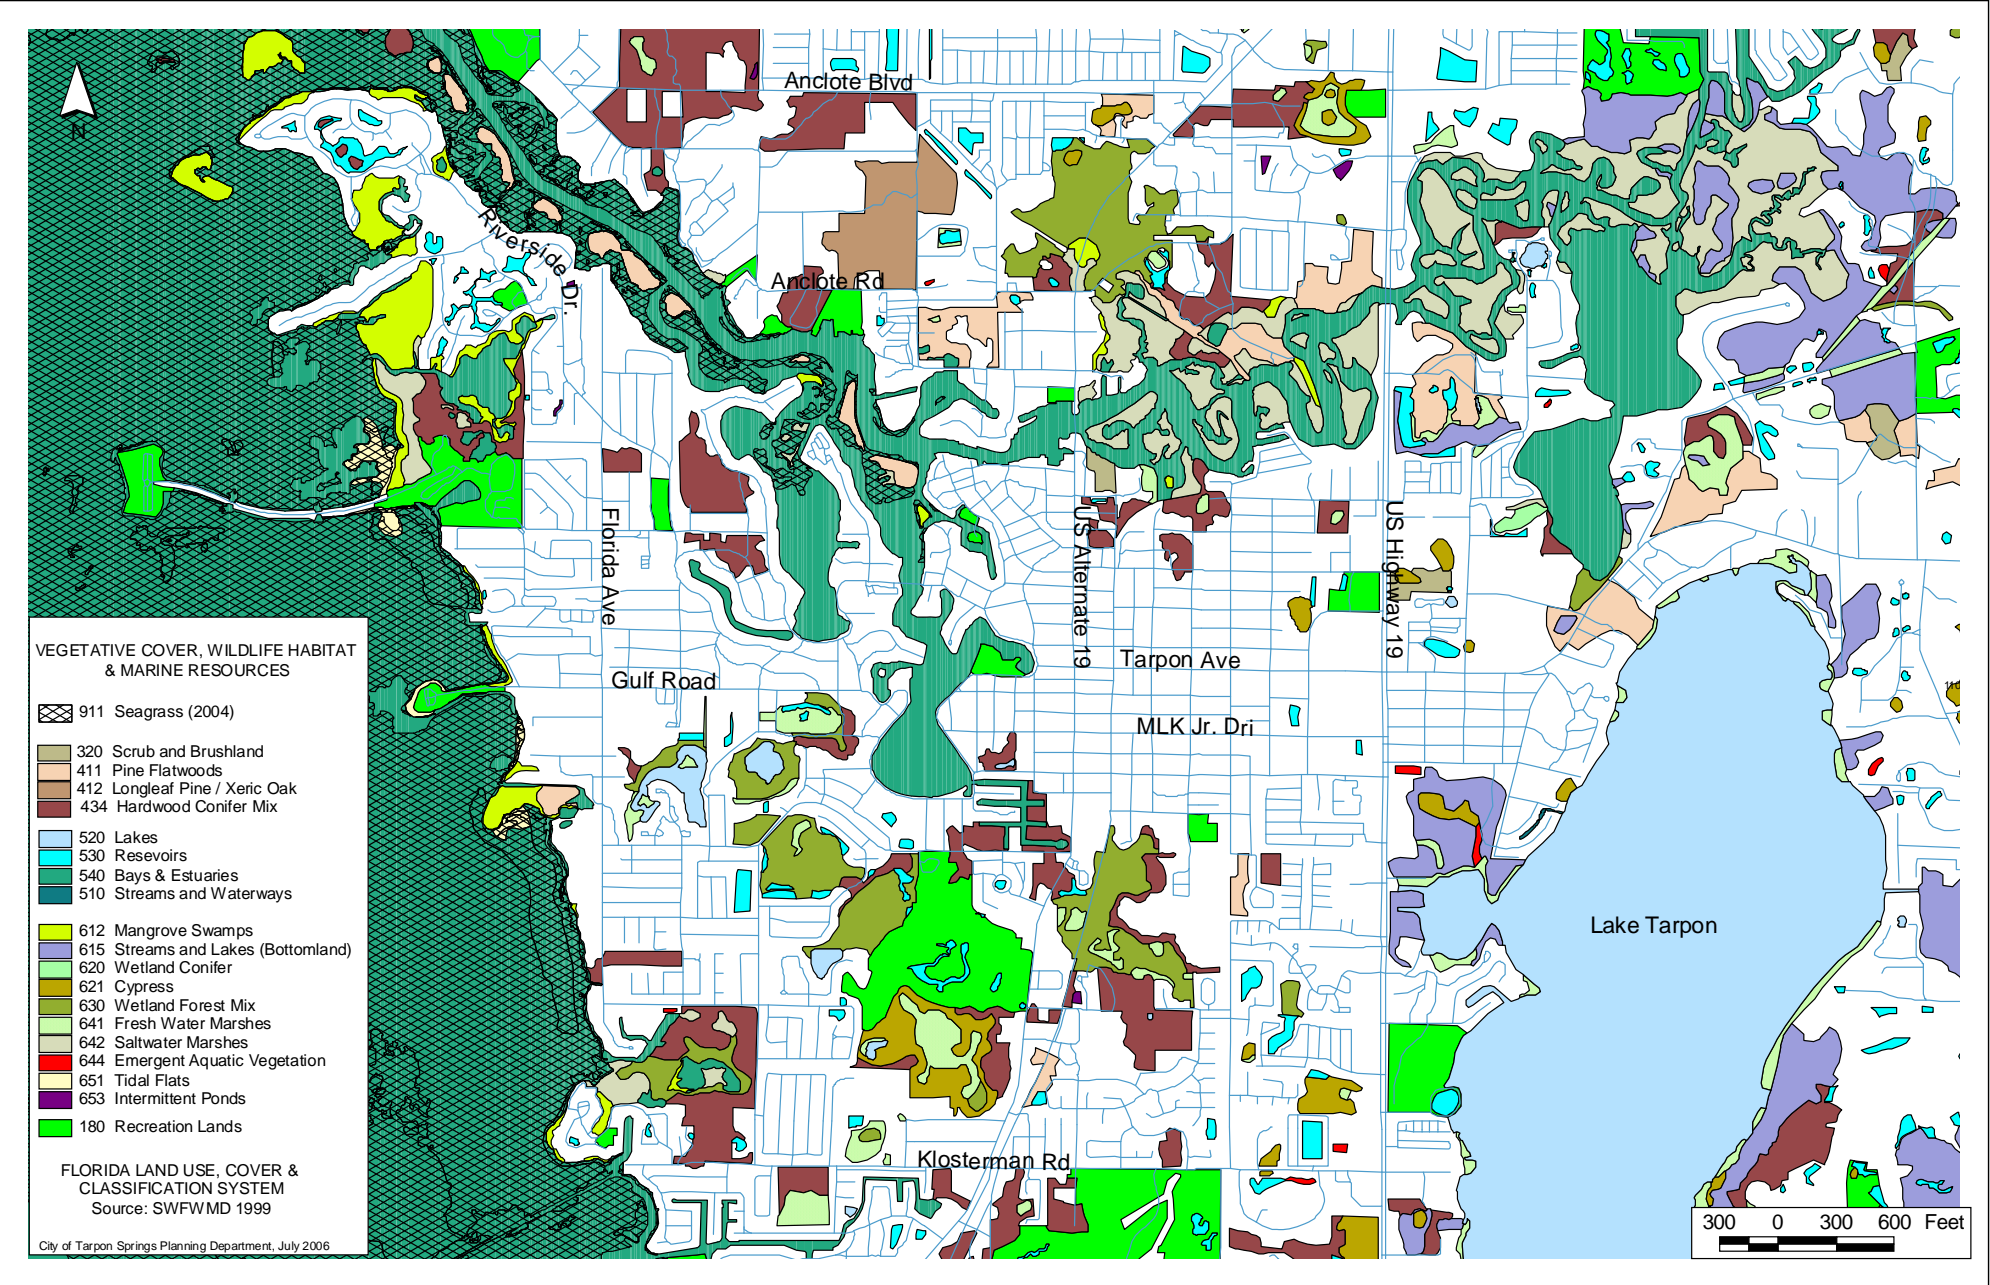 N
Anclote Blvd
Riverside Dr.
Anclote Rd
Florida Ave
US Alternate 19
US Highway 19
Tarpon Ave
Gulf Road
MLK Jr. Dri
Lake Tarpon
Klosterman Rd
VEGETATIVE COVER, WILDLIFE HABITAT
& MARINE RESOURCES
911 Seagrass (2004)
320 Scrub and Brushland
411 Pine Flatwoods
412 Longleaf Pine / Xeric Oak
434 Hardwood Conifer Mix
520 Lakes
530 Resevoirs
540 Bays & Estuaries
510 Streams and Waterways
612 Mangrove Swamps
615 Streams and Lakes (Bottomland)
620 Wetland Conifer
621 Cypress
630 Wetland Forest Mix
641 Fresh Water Marshes
642 Saltwater Marshes
644 Emergent Aquatic Vegetation
651 Tidal Flats
653 Intermittent Ponds
180 Recreation Lands
FLORIDA LAND USE, COVER &
CLASSIFICATION SYSTEM
Source: SWFWMD 1999
City of Tarpon Springs Planning Department, July 2006
300 0 300 600 Feet